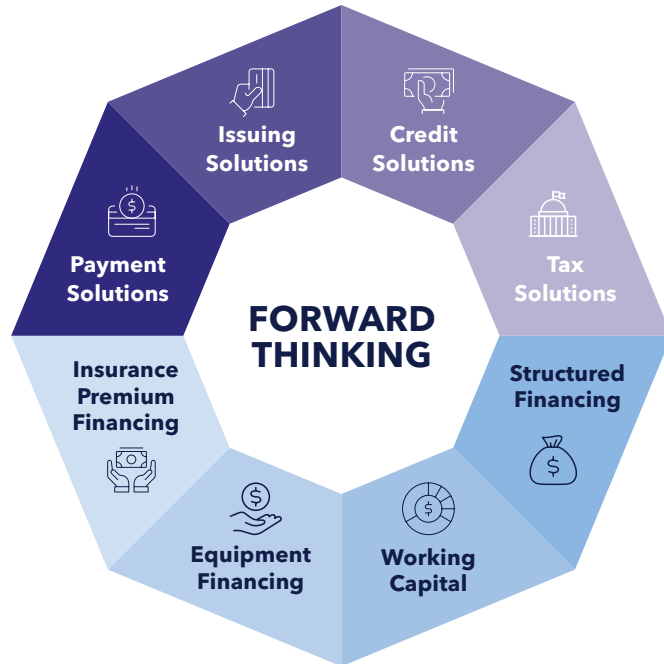 Issuing
Solutions
Credit
Solutions
Payment
Solutions
Tax
Solutions
FORWARD
THINKING
Insurance
Premium
Financing
Structured
Financing
Equipment
Financing
Working
Capital